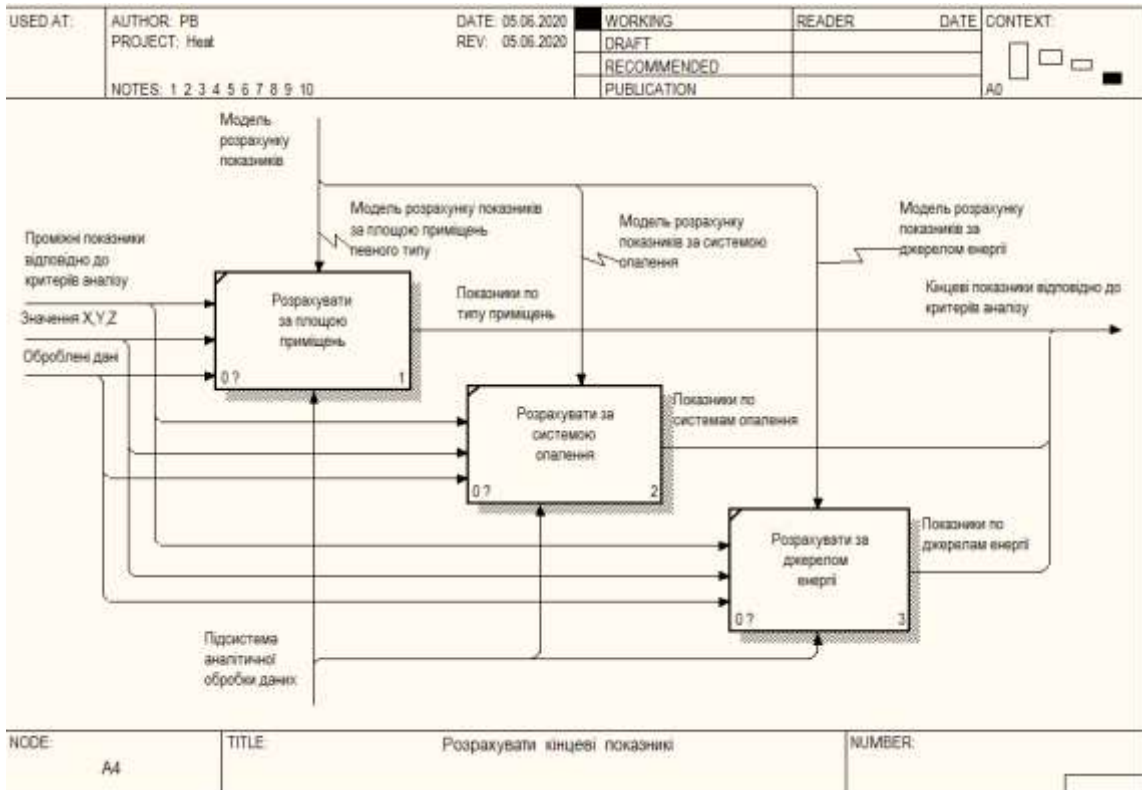 USED AT:
AUTHOR: PB
DATE: 05.06.2020
WORKING
READER
DATE
CONTEXT:
PROJECT: Heat
REV: 05.06.2020
DRAFT
RECOMMENDED
NOTES: 1 2 3 4 5 6 7 8 9 10
PUBLICATION
A0
Модель
розрахунку
показників
Модель розрахунку показників
за площою приміщень
певного типу
Модель розрахунку
показників за системою
опалення
Модель розрахунку
показників за
джерелом енергії
Проміжні показники
відповідно до
критеріїв аналізу
Значення X,Y,Z
Оброблені дані
Розрахувати
за площою
приміщень
0 ?
1
Показники по
типу приміщень
Кінцеві показники відповідно до
критеріїв аналізу
Розрахувати за
системою
опалення
0 ?
2
Показники по
системам опалення
Розрахувати за
джерелом
енергії
0 ?
3
Показники по
джерелам енергії
Підсистема
аналітичної
обробки даних
NODE:
A4
TITLE:
Розрахувати кінцеві показникі
NUMBER: